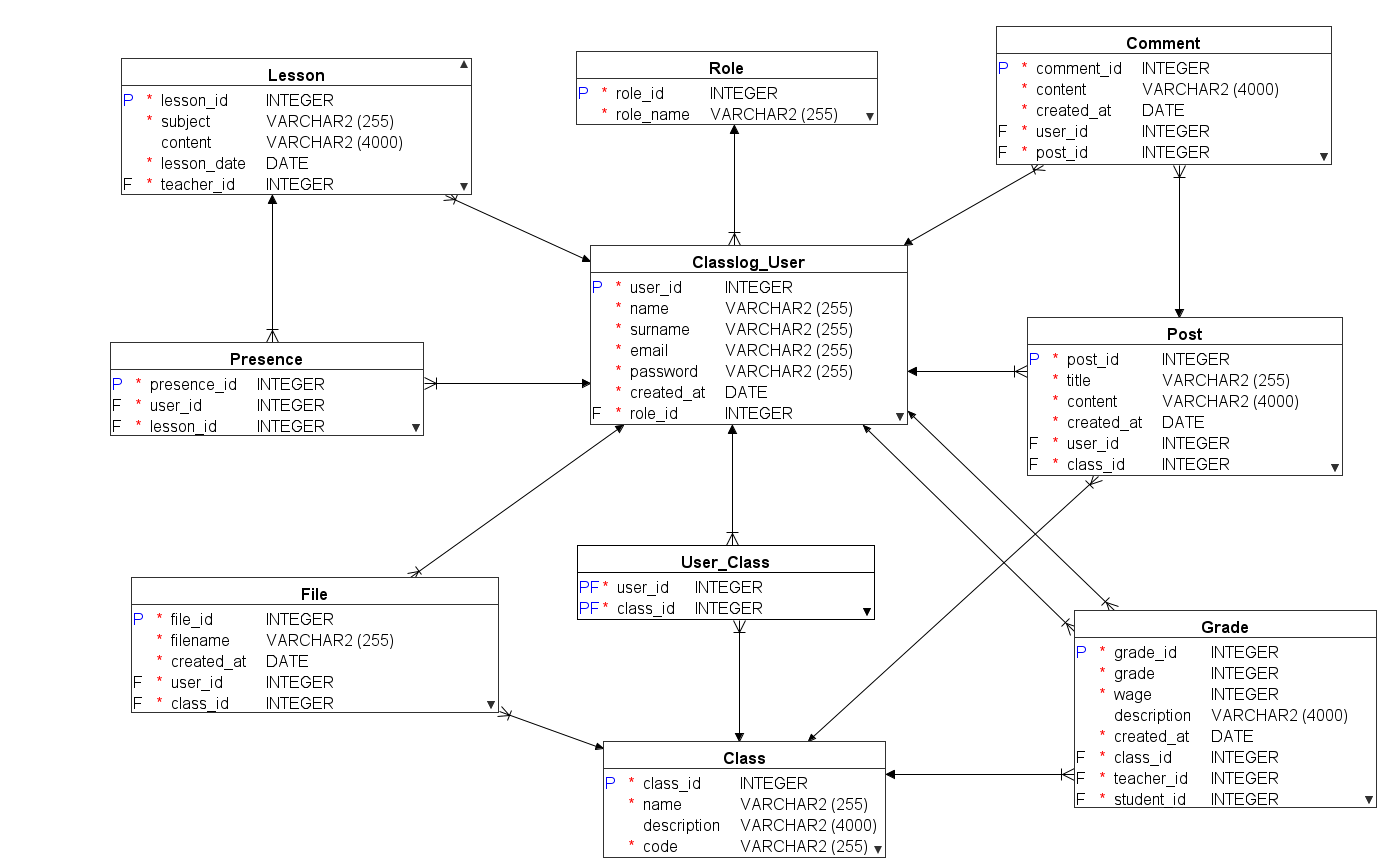 Lesson
P * lesson_id INTEGER
* subject VARCHAR2 (255)
content VARCHAR2 (4000)
* lesson_date DATE
F * teacher_id INTEGER
Role
P * role_id INTEGER
* role_name VARCHAR2 (255)
Comment
P * comment_id INTEGER
* content VARCHAR2 (4000)
* created_at DATE
F * user_id INTEGER
F * post_id INTEGER
Classlog_User
P * user_id INTEGER
* name VARCHAR2 (255)
* surname VARCHAR2 (255)
* email VARCHAR2 (255)
* password VARCHAR2 (255)
* created_at DATE
F * role_id INTEGER
Presence
P * presence_id INTEGER
F * user_id INTEGER
F * lesson_id INTEGER
Post
P * post_id INTEGER
* title VARCHAR2 (255)
* content VARCHAR2 (4000)
* created_at DATE
F * user_id INTEGER
F * class_id INTEGER
User_Class
PF * user_id INTEGER
PF * class_id INTEGER
File
P * file_id INTEGER
* filename VARCHAR2 (255)
* created_at DATE
F * user_id INTEGER
F * class_id INTEGER
Grade
P * grade_id INTEGER
* grade INTEGER
* wage INTEGER
description VARCHAR2 (4000)
* created_at DATE
F * class_id INTEGER
F * teacher_id INTEGER
F * student_id INTEGER
Class
P * class_id INTEGER
* name VARCHAR2 (255)
description VARCHAR2 (4000)
* code VARCHAR2 (255)